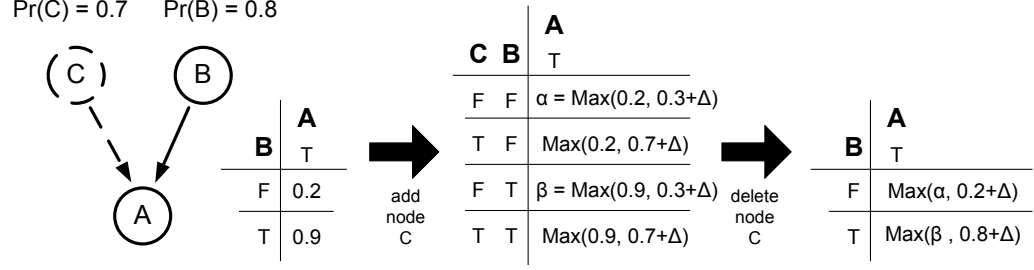 Pr(C) = 0.7 Pr(B) = 0.8
C B
A
B A
T
F 0.2
T 0.9
add
node
C
C B A
T
F F α = Max(0.2, 0.3+Δ)
T F Max(0.2, 0.7+Δ)
F T β = Max(0.9, 0.3+Δ)
T T Max(0.9, 0.7+Δ)
delete
node
C
B A
T
F Max(α, 0.2+Δ)
T Max(β , 0.8+Δ)